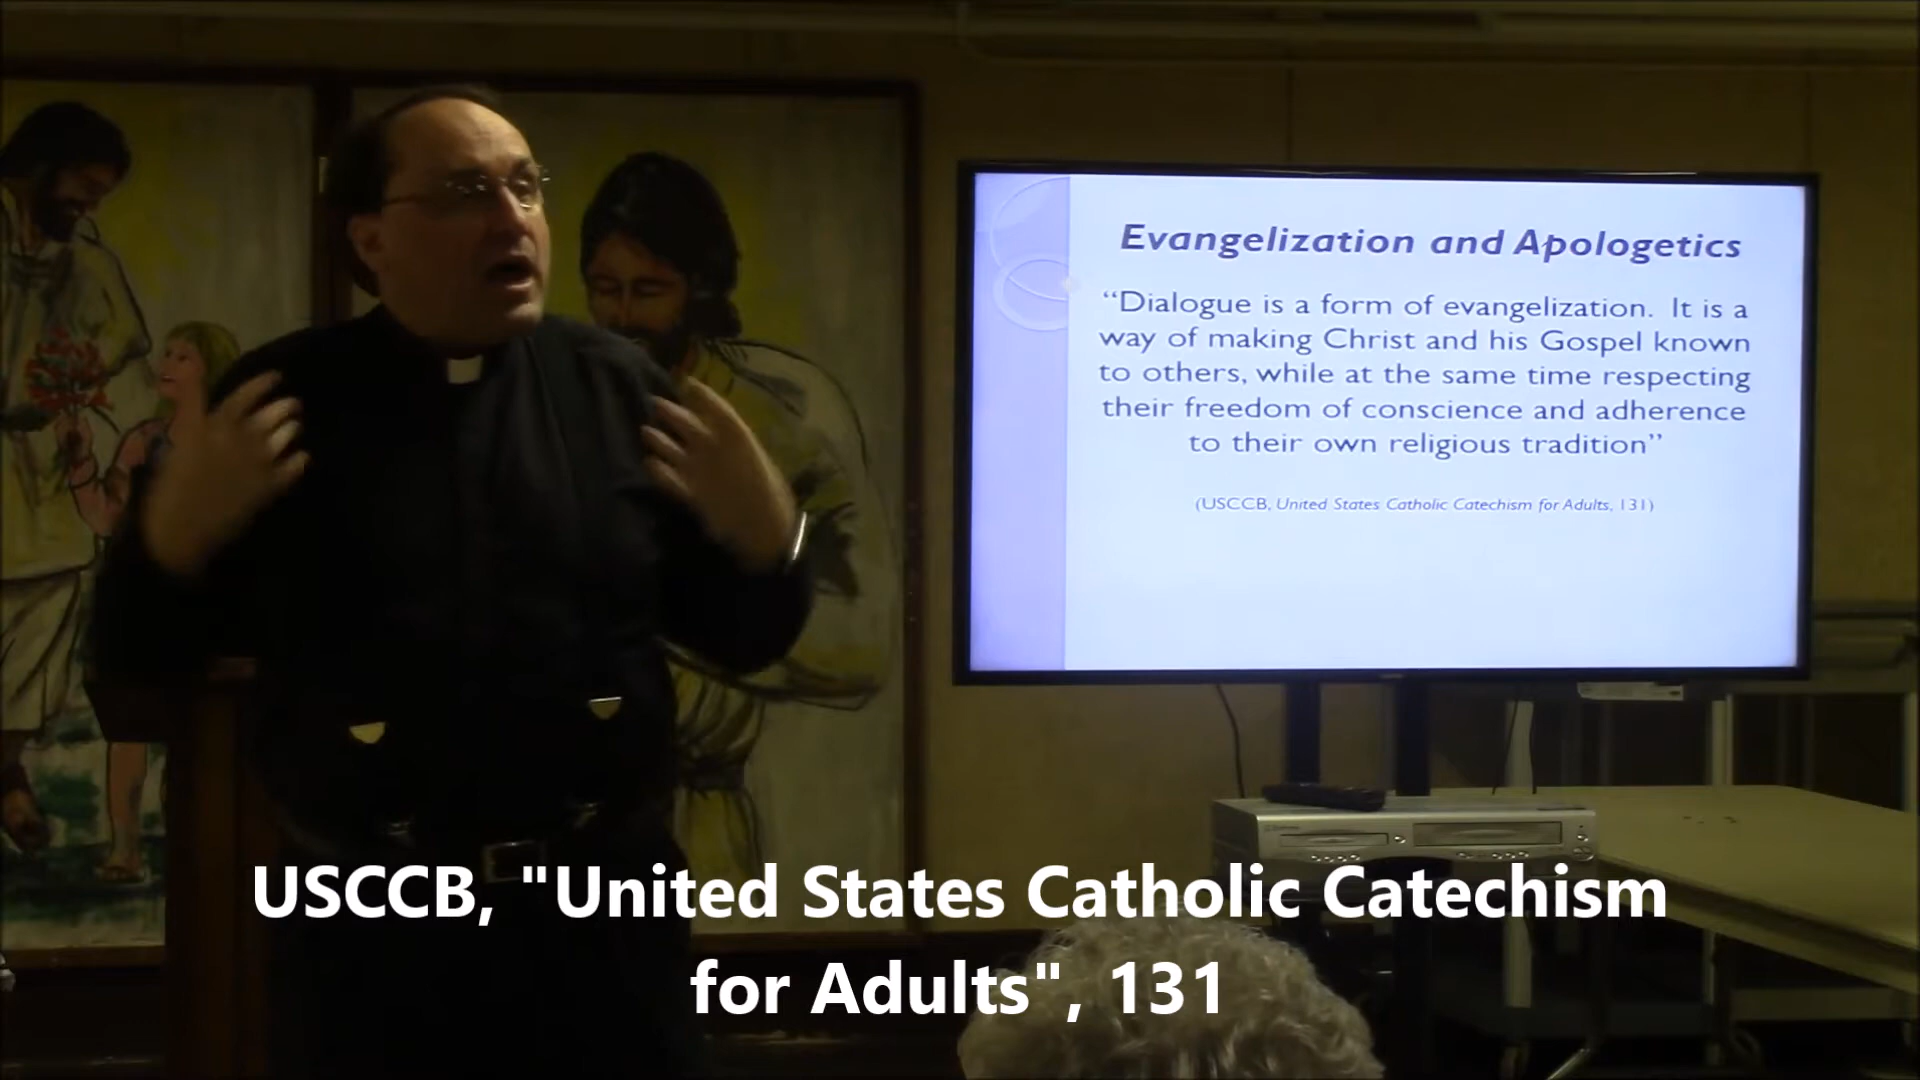 Evangelization and Apologetics
“Dialogue is a form of evangelization. It is a
way of making Christ and his Gospel known
to others, while at the same time respecting
their freedom of conscience and adherence
to their own religious tradition”
(USCCB, United States Catholic Catechism for Adults, 131)
USCCB, "United States Catholic Catechism
for Adults", 131